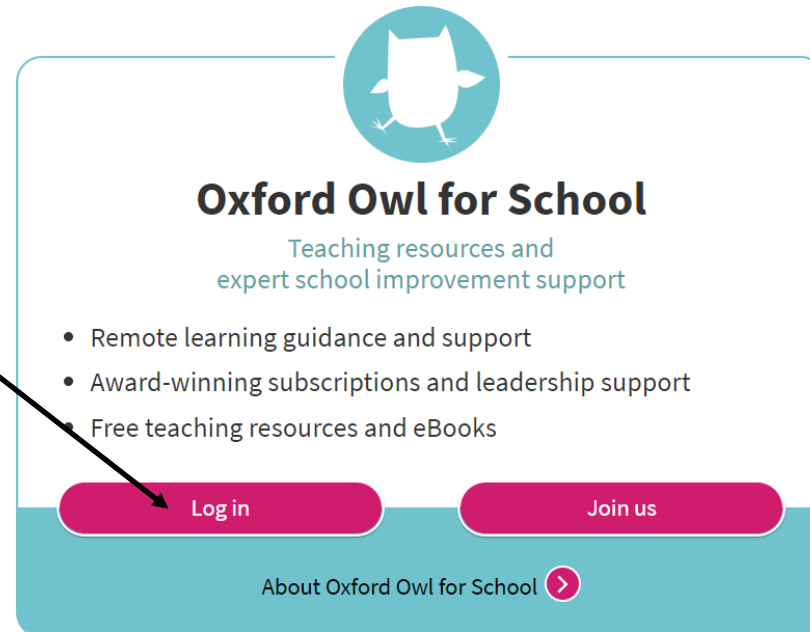 Oxford Owl for School
Teaching resources and
expert school improvement support
Remote learning guidance and support
Award-winning subscriptions and leadership support
Free teaching resources and eBooks
Log in
Join us
About Oxford Owl for School